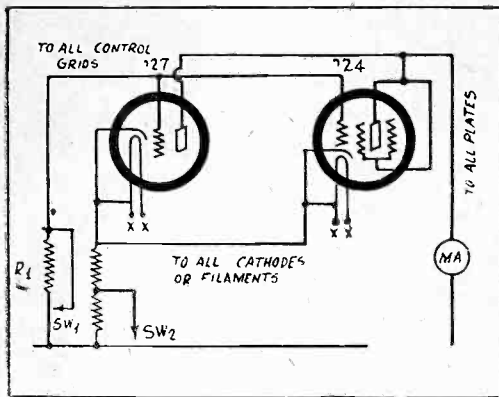 TO ALL CONTROL
GRIDS
'27
'24
TO ALL PLATES
X X
X X
TO ALL CATHODES
OR FILAMENTS
MA
R1
SW1
SW2